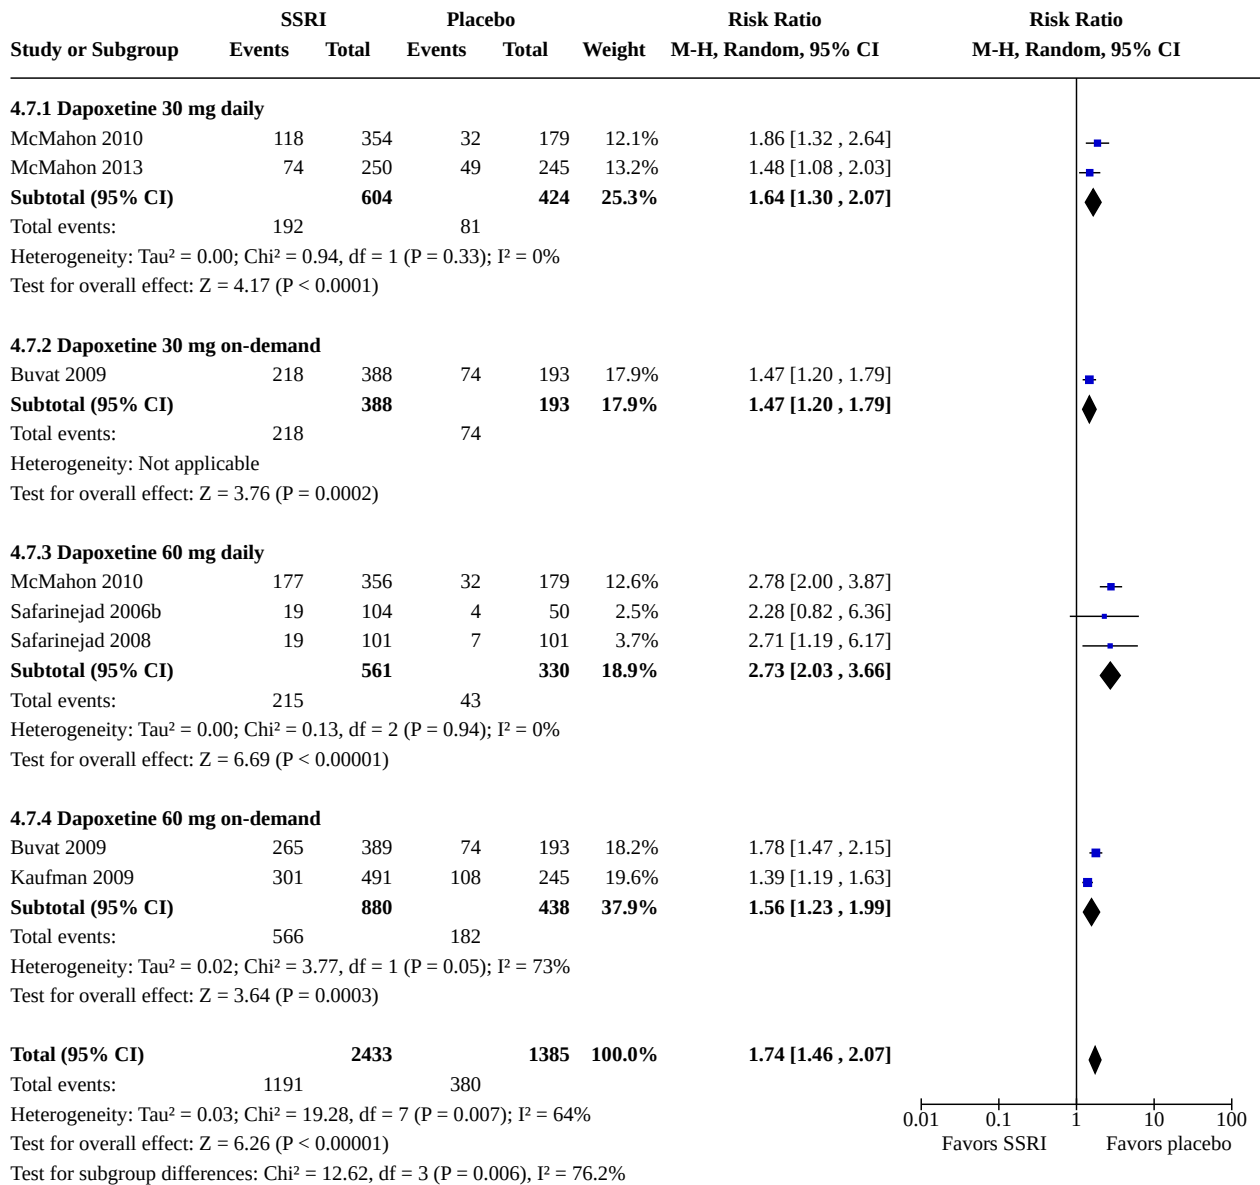 SSRI Placebo Risk Ratio Risk Ratio
Study or Subgroup Events Total Events Total Weight M-H, Random, 95% CI M-H, Random, 95% CI
4.7.1 Dapoxetine 30 mg daily
McMahon 2010 118 354 32 179 12.1% 1.86 [1.32 , 2.64]
McMahon 2013 74 250 49 245 13.2% 1.48 [1.08 , 2.03]
Subtotal (95% CI) 604 424 25.3% 1.64 [1.30 , 2.07]
Total events: 192 81
Heterogeneity: Tau² = 0.00; Chi² = 0.94, df = 1 (P = 0.33); I² = 0%
Test for overall effect: Z = 4.17 (P < 0.0001)
4.7.2 Dapoxetine 30 mg on-demand
Buvat 2009 218 388 74 193 17.9% 1.47 [1.20 , 1.79]
Subtotal (95% CI) 388 193 17.9% 1.47 [1.20 , 1.79]
Total events: 218 74
Heterogeneity: Not applicable
Test for overall effect: Z = 3.76 (P = 0.0002)
4.7.3 Dapoxetine 60 mg daily
McMahon 2010 177 356 32 179 12.6% 2.78 [2.00 , 3.87]
Safarinejad 2006b 19 104 4 50 2.5% 2.28 [0.82 , 6.36]
Safarinejad 2008 19 101 7 101 3.7% 2.71 [1.19 , 6.17]
Subtotal (95% CI) 561 330 18.9% 2.73 [2.03 , 3.66]
Total events: 215 43
Heterogeneity: Tau² = 0.00; Chi² = 0.13, df = 2 (P = 0.94); I² = 0%
Test for overall effect: Z = 6.69 (P < 0.00001)
4.7.4 Dapoxetine 60 mg on-demand
Buvat 2009 265 389 74 193 18.2% 1.78 [1.47 , 2.15]
Kaufman 2009 301 491 108 245 19.6% 1.39 [1.19 , 1.63]
Subtotal (95% CI) 880 438 37.9% 1.56 [1.23 , 1.99]
Total events: 566 182
Heterogeneity: Tau² = 0.02; Chi² = 3.77, df = 1 (P = 0.05); I² = 73%
Test for overall effect: Z = 3.64 (P = 0.0003)
Total (95% CI) 2433 1385 100.0% 1.74 [1.46 , 2.07]
Total events: 1191 380
Heterogeneity: Tau² = 0.03; Chi² = 19.28, df = 7 (P = 0.007); I² = 64%
Test for overall effect: Z = 6.26 (P < 0.00001)
Test for subgroup differences: Chi² = 12.62, df = 3 (P = 0.006), I² = 76.2%
0.01 0.1 1 10 100
Favors SSRI Favors placebo